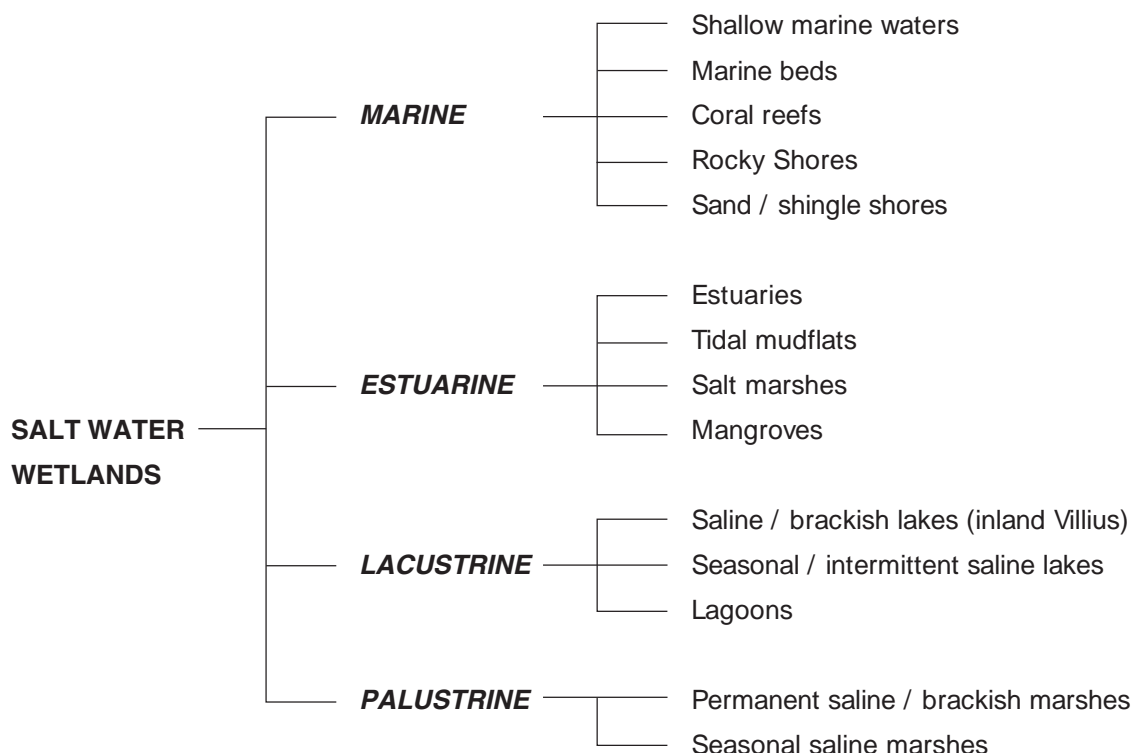 Shallow marine waters
Marine beds
MARINE
Coral reefs
Rocky Shores
Sand / shingle shores
Estuaries
Tidal mudflats
ESTUARINE
Salt marshes
Mangroves
SALT WATER
WETLANDS
Saline / brackish lakes (inland Villius)
LACUSTRINE
Seasonal / intermittent saline lakes
Lagoons
PALUSTRINE
Permanent saline / brackish marshes
Seasonal saline marshes